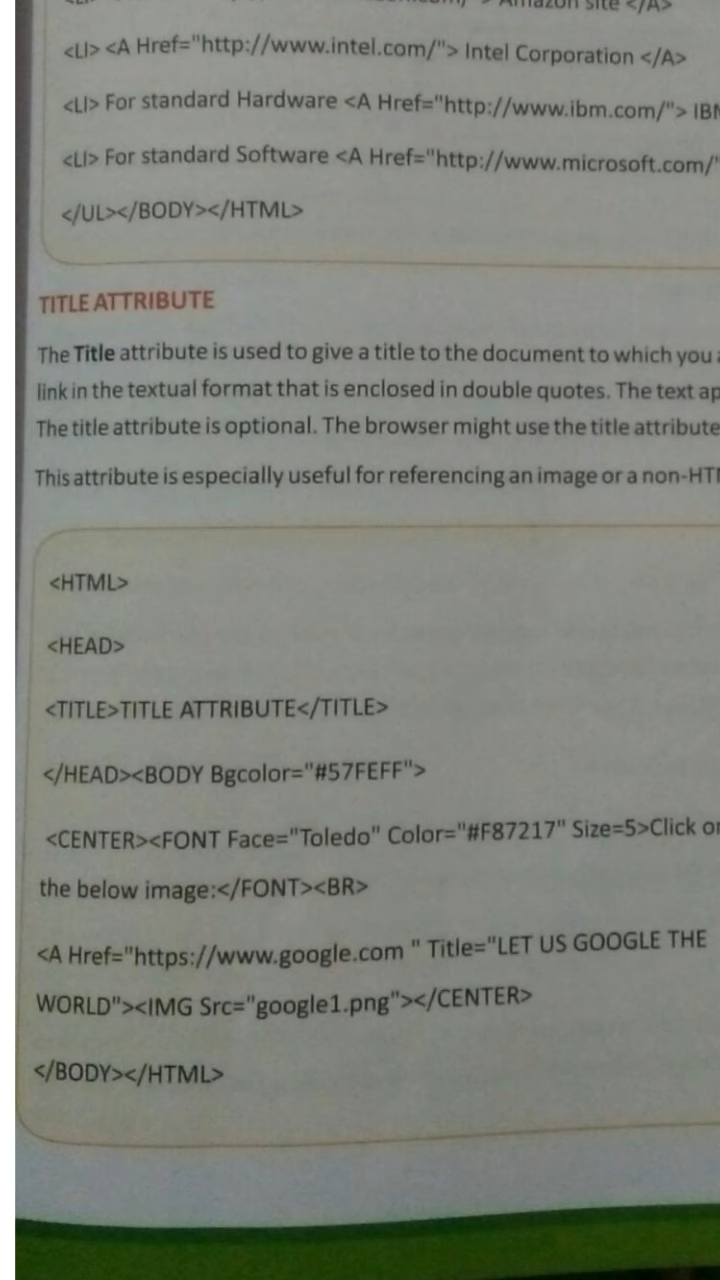 Amazon site </A>
<LI> <A Href="http://www.intel.com/"> Intel Corporation </A>
<LI> For standard Hardware <A Href="http://www.ibm.com/"> IBM
<LI> For standard Software <A Href="http://www.microsoft.com/"
</UL></BODY></HTML>
TITLE ATTRIBUTE
The Title attribute is used to give a title to the document to which you
link in the textual format that is enclosed in double quotes. The text
The title attribute is optional. The browser might use the title attribute
This attribute is especially useful for referencing an image or a
<HTML>
<HEAD>
<TITLE>TITLE ATTRIBUTE</TITLE>
</HEAD><BODY Bgcolor="#57FEFF">
<CENTER><FONT Face="Toledo" Color="#F87217" Size=5>Click
the below image:</FONT><BR>
<A Href="https://www.google.com " Title="LET US GOOGLE THE
WORLD"><IMG Src="google1.png"></CENTER>
</BODY></HTML>